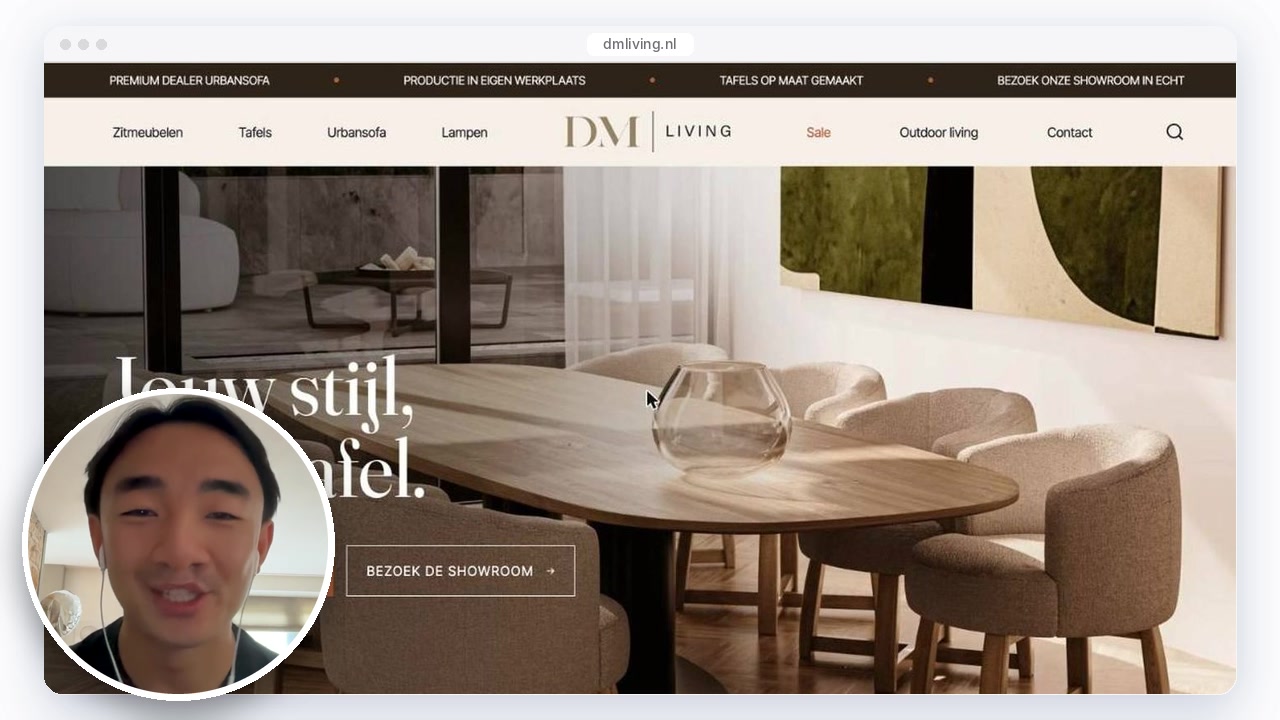 dmliving.nl
PREMIUM DEALER URBANSOFA • PRODUCTIE IN EIGEN WERKPLAATS • TAFELS OP MAAT GEMAAKT • BEZOEK ONZE SHOWROOM IN ECHT
Zitmeubelen Tafels Urbansofa Lampen DM LIVING Sale Outdoor living Contact
Jouw stijl,
afel.
BEZOEK DE SHOWROOM →